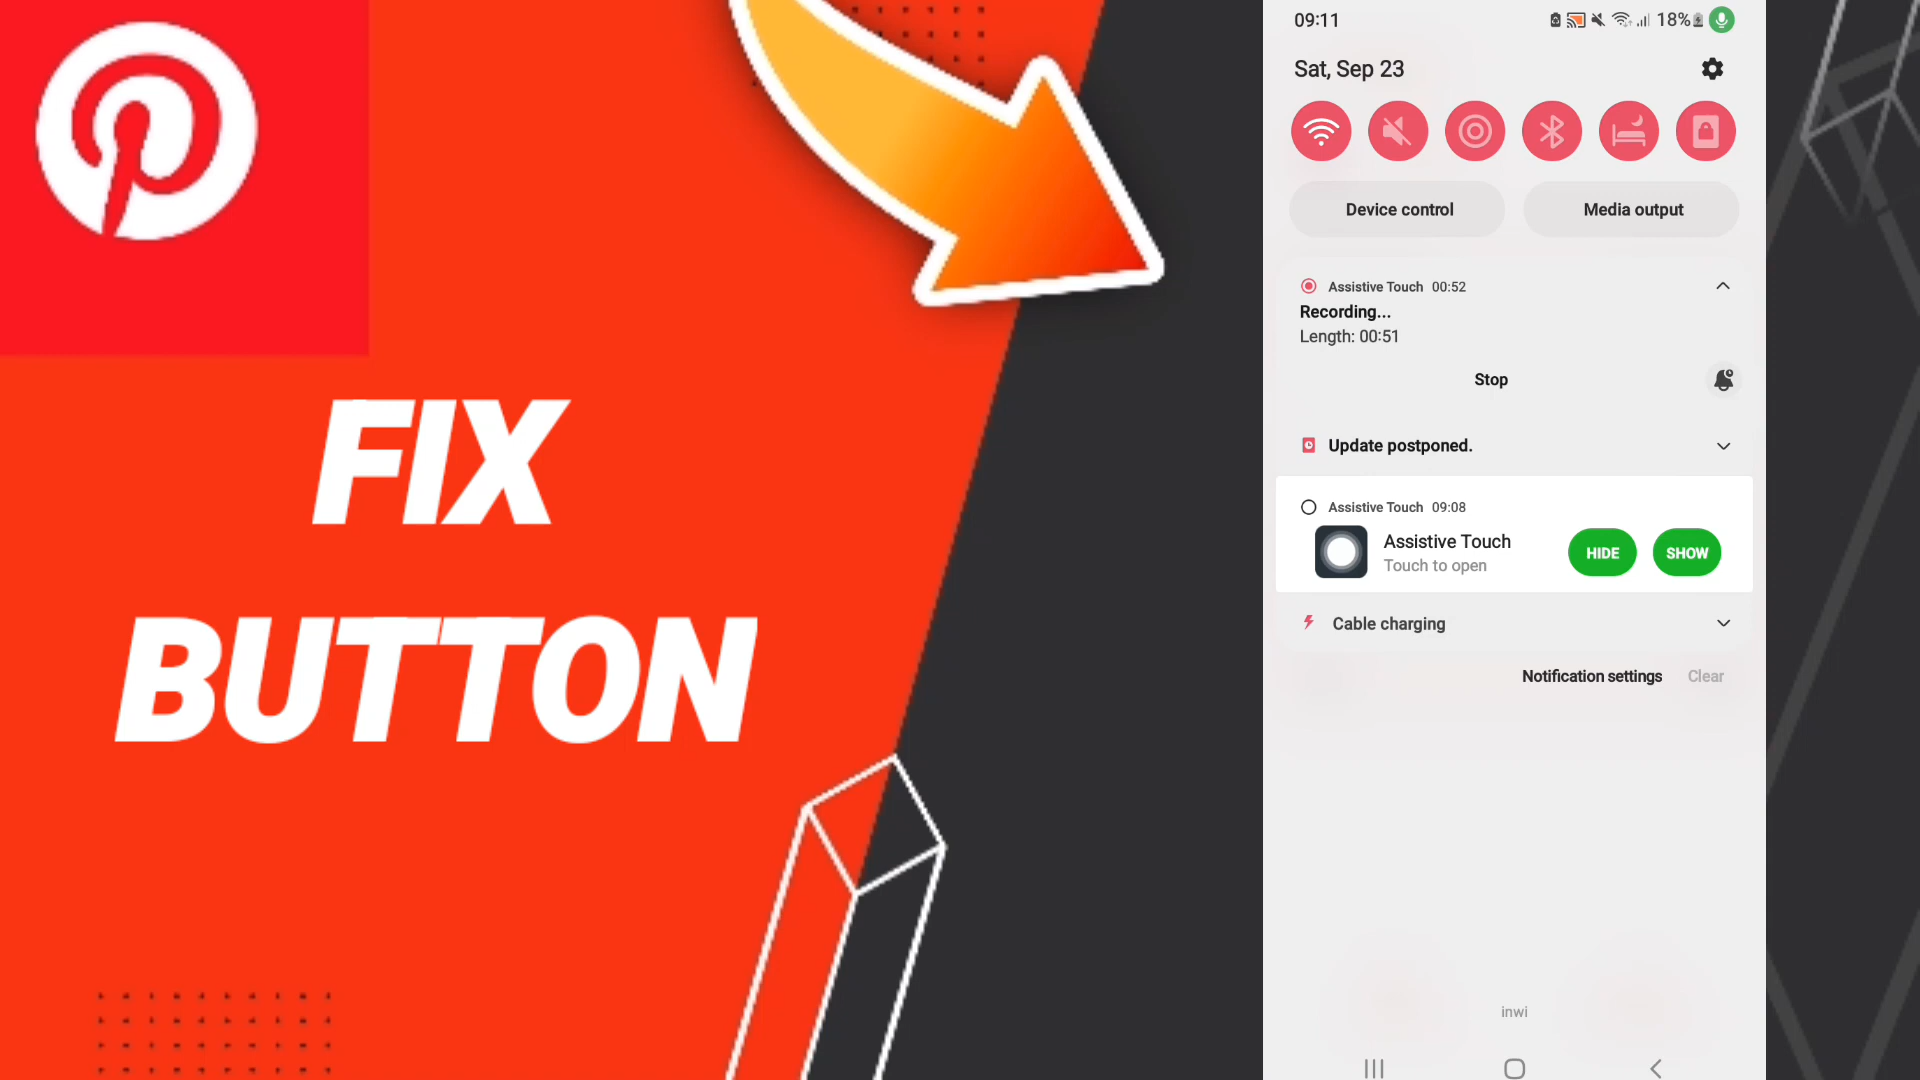 FIX
BUTTON
09:11
18%
Sat, Sep 23
Device control
Media output
Assistive Touch 00:52
Recording...
Length: 00:51
Stop
Update postponed.
Assistive Touch 09:08
Assistive Touch
Touch to open
HIDE
SHOW
Cable charging
Notification settings
Clear
inwi